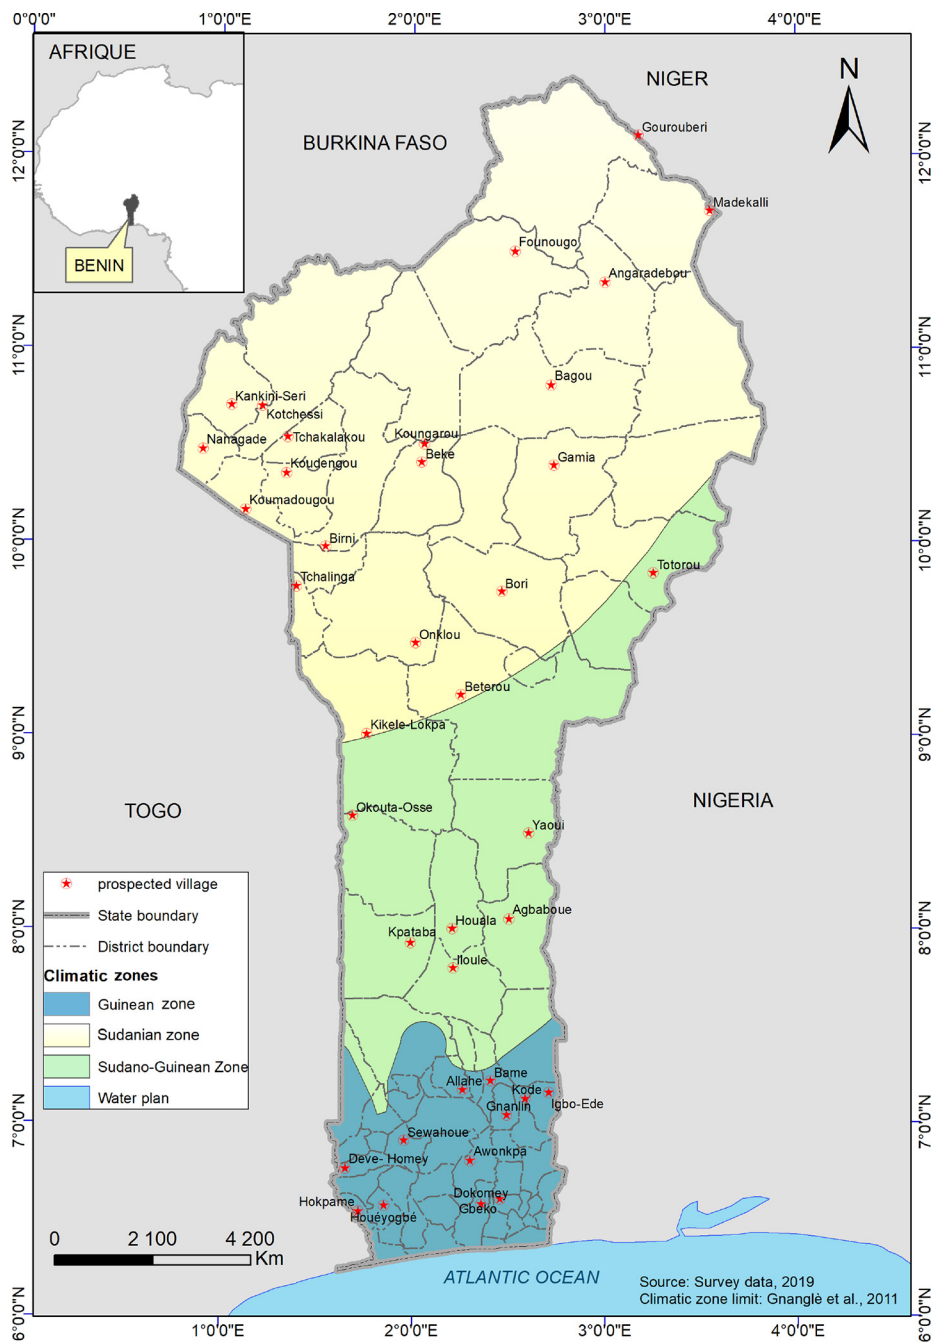 0°0'0"
1°0'0"E
2°0'0"E
3°0'0"E
4°0'0"E
AFRIQUE
BENIN
NIGER
N
BURKINA FASO
Gourouberi
12°0'0"N
12°0'0"N
Madekalli
Founougo
Angaradebou
11°0'0"N
11°0'0"N
Bagou
Kankini-Seri
Kotchessi
Nanagade
Tchakalakou
Koungarou
Beke
Gamia
Koudengou
Koumadougou
10°0'0"N
10°0'0"N
Birni
Totorou
Tchalinga
Bori
Onklou
Beterou
9°0'0"N
9°0'0"N
Kikele-Lokpa
TOGO
NIGERIA
Okouta-Osse
Yaoui
prospected village
State boundary
District boundary
Climatic zones
Guinean zone
Sudanian zone
Sudano-Guinean Zone
Water plan
8°0'0"N
8°0'0"N
Agbaboue
Houala
Kpataba
Iloule
7°0'0"N
7°0'0"N
Bame
Allahe
Kode
Igbo-Ede
Gnanlin
Sewahoue
Awonkpa
Deve- Homey
Dokomey
Hokpame
Gbeko
Houéyogbé
0 2 100 4 200
Km
ATLANTIC OCEAN
Source: Survey data, 2019
Climatic zone limit: Gnanglè et al., 2011
6°0'0"N
6°0'0"N
1°0'0"E
2°0'0"E
3°0'0"E
4°0'0"E